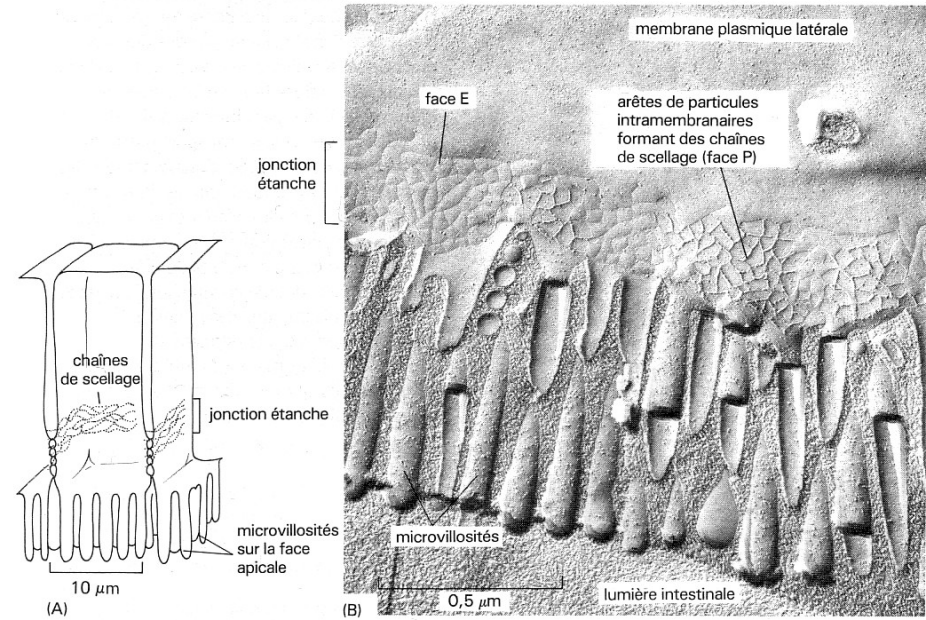 membrane plasmique latérale
face E
arêtes de particules
intramembranaires
formant des chaînes
de scellage (face P)
jonction
étanche
chaînes
de scellage
jonction étanche
microvillosités
sur la face
apicale
10 μm
(A)
microvillosités
0,5 μm
lumière intestinale
(B)